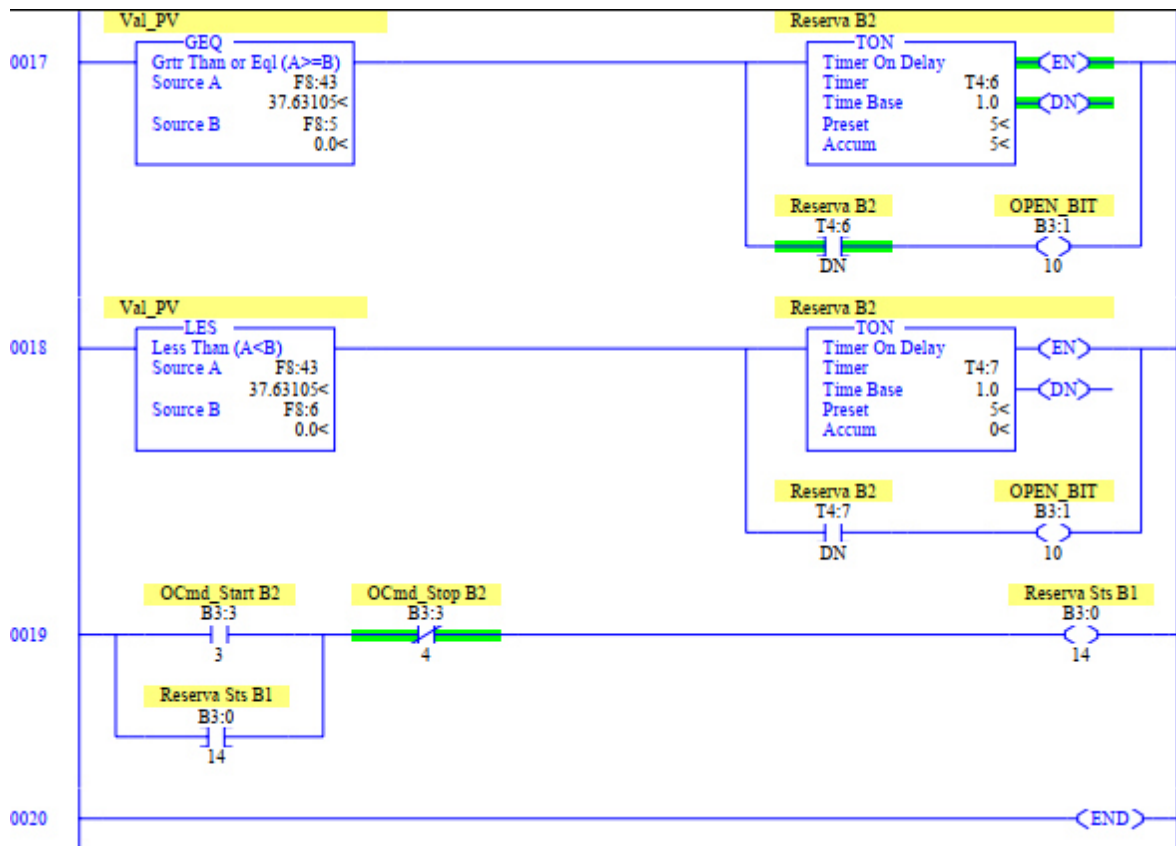 Val_PV
GEQ
Grtr Than or Eql (A>=B)
Source A F8:43
37.63105<
Source B F8:5
0.0<
0017
Reserva B2
TON
Timer On Delay
Timer T4:6
Time Base 1.0
Preset 5<
Accum 5<
EN
DN
Reserva B2
T4:6
DN
OPEN_BIT
B3:1
10
Val_PV
LES
Less Than (A<B)
Source A F8:43
37.63105<
Source B F8:6
0.0<
0018
Reserva B2
TON
Timer On Delay
Timer T4:7
Time Base 1.0
Preset 5<
Accum 0<
EN
DN
Reserva B2
T4:7
DN
OPEN_BIT
B3:1
10
0019
OCmd_Start B2
B3:3
3
OCmd_Stop B2
B3:3
4
Reserva Sts B1
B3:0
14
Reserva Sts B1
B3:0
14
0020
END